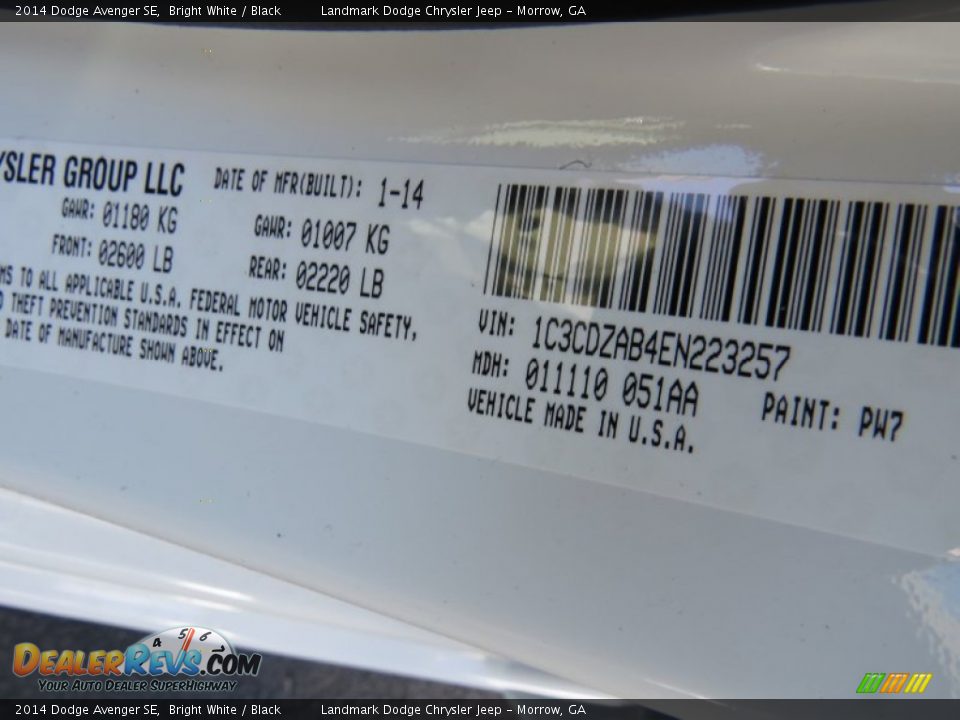 2014 Dodge Avenger SE, Bright White / Black Landmark Dodge Chrysler Jeep - Morrow, GA
YSLER GROUP LLC
DATE OF MFR(BUILT): 1-14
GAWR: 01180 KG
GAWR: 01007 KG
FRONT: 02600 LB
REAR: 02220 LB
MS TO ALL APPLICABLE U.S.A. FEDERAL MOTOR VEHICLE SAFETY,
D THEFT PREVENTION STANDARDS IN EFFECT ON
DATE OF MANUFACTURE SHOWN ABOVE.
VIN: 1C3CDZAB4EN223257
MDH: 011110 051AA
PAINT: PW7
VEHICLE MADE IN U.S.A.
4 5 6
DEALERREVS.COM
YOUR AUTO DEALER SUPERHIGHWAY
2014 Dodge Avenger SE, Bright White / Black Landmark Dodge Chrysler Jeep - Morrow, GA